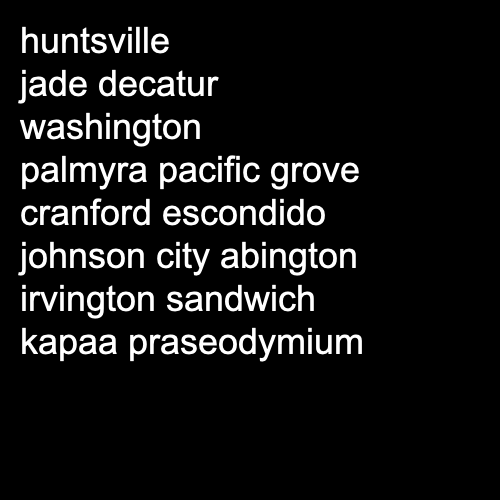 huntsville
jade decatur
washington
palmyra pacific grove
cranford escondido
johnson city abington
irvington sandwich
kapaa praseodymium